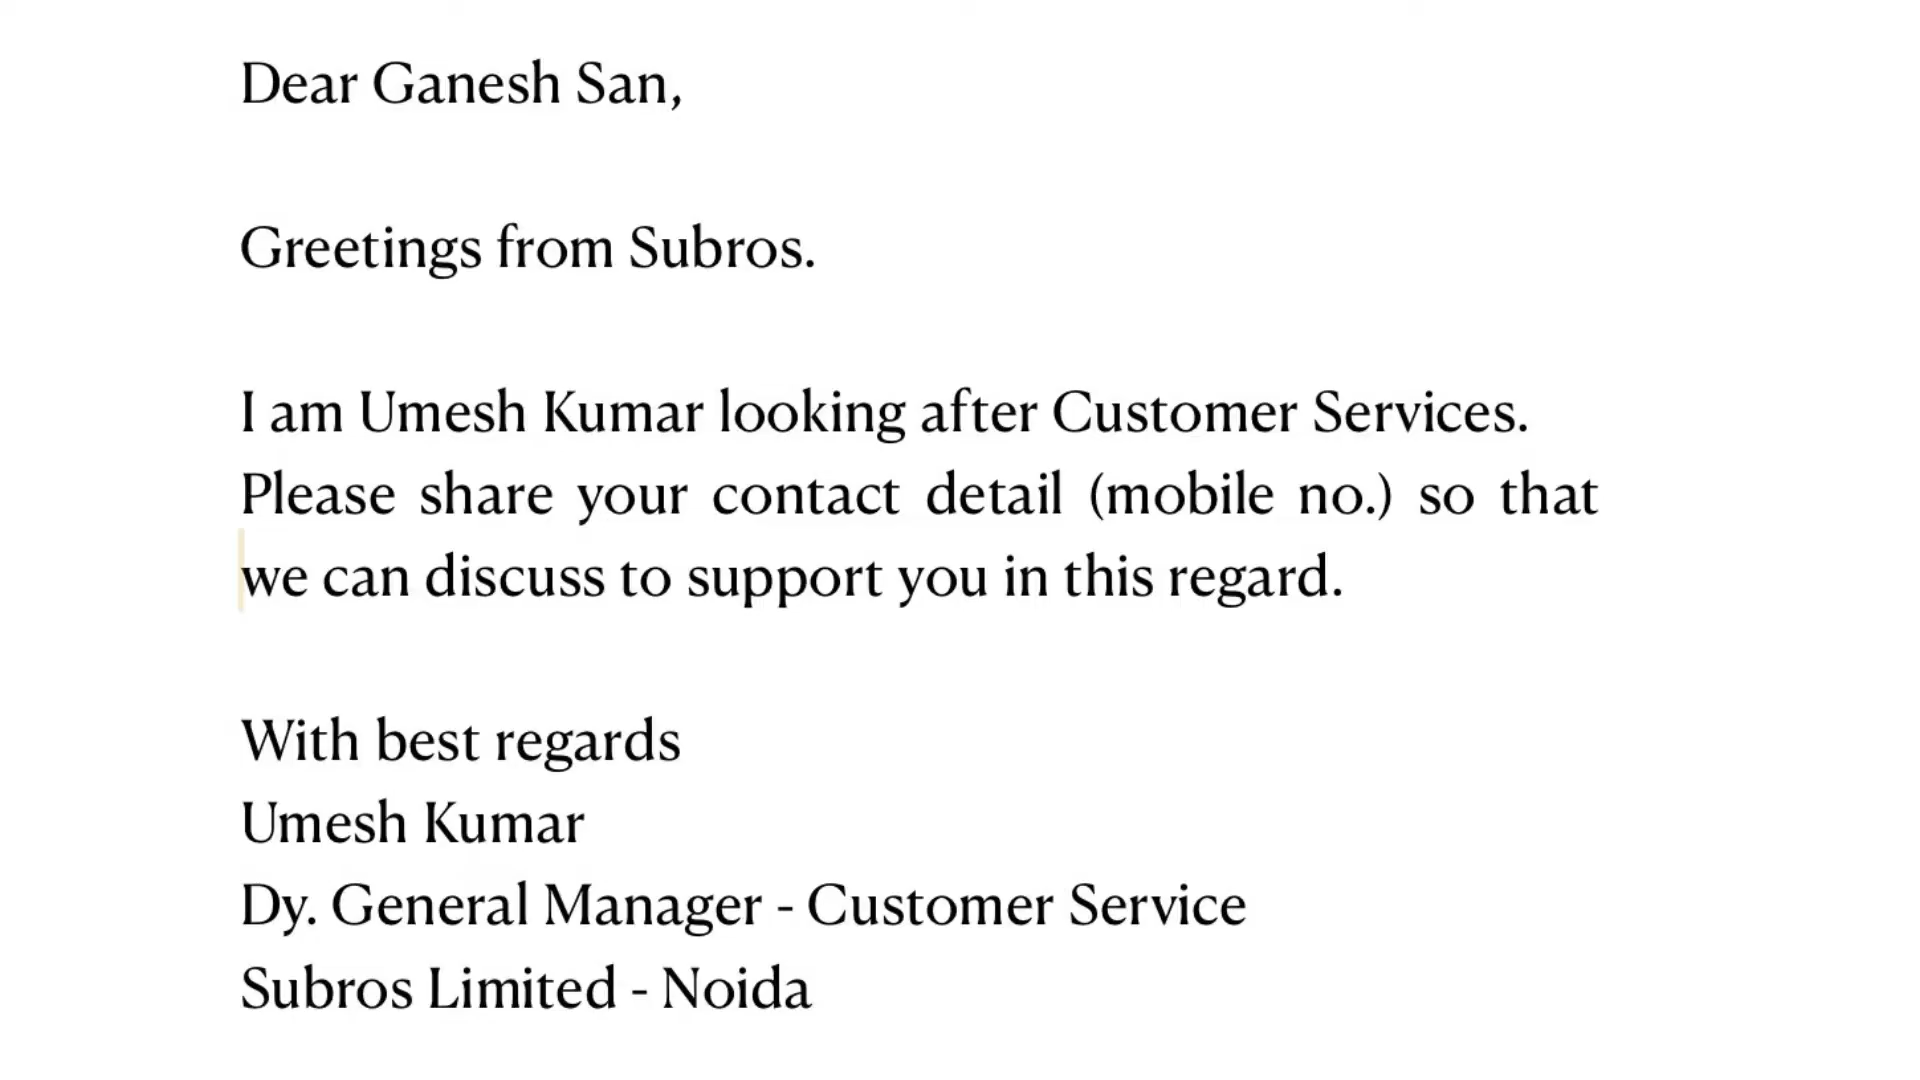 Dear Ganesh San,
Greetings from Subros.
I am Umesh Kumar looking after Customer Services.
Please share your contact detail (mobile no.) so that
we can discuss to support you in this regard.
With best regards
Umesh Kumar
Dy. General Manager - Customer Service
Subros Limited - Noida